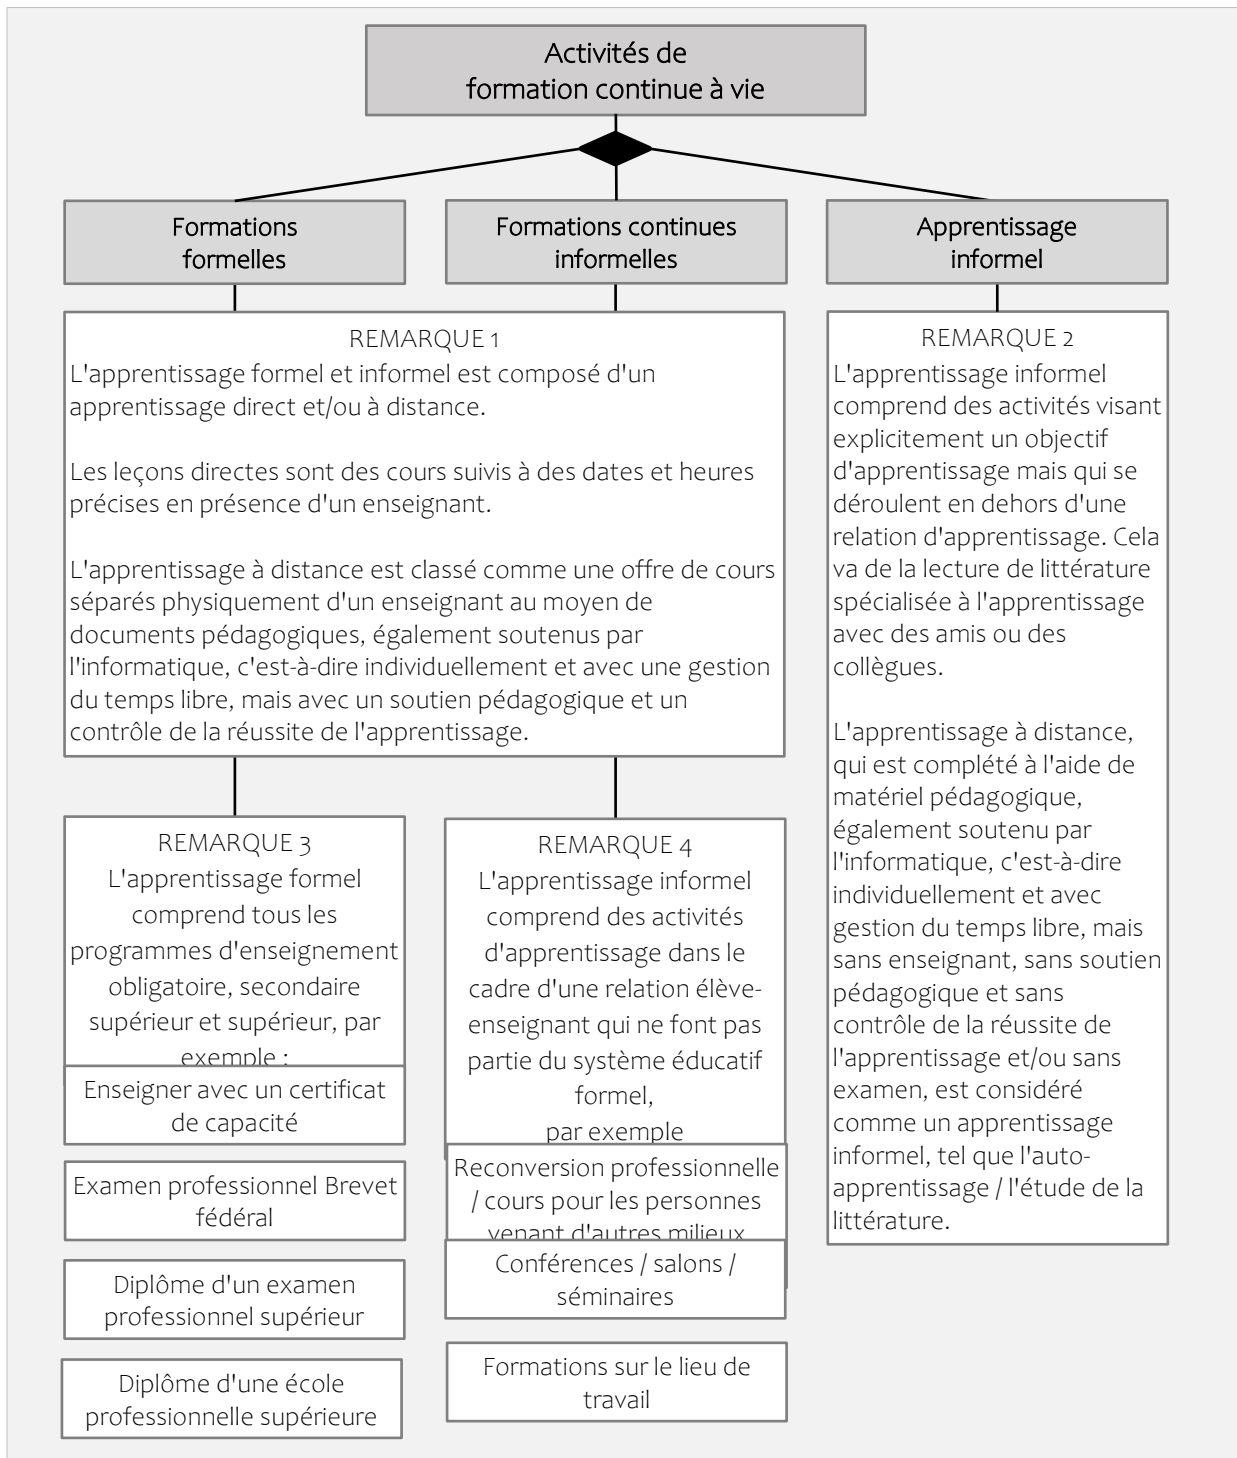 Activités de
formation continue à vie
Formations
formelles
Formations continues
informelles
Apprentissage
informel
REMARQUE 1
L'apprentissage formel et informel est composé d'un
apprentissage direct et/ou à distance.
Les leçons directes sont des cours suivis à des dates et heures
précises en présence d'un enseignant.
L'apprentissage à distance est classé comme une offre de cours
séparés physiquement d'un enseignant au moyen de
documents pédagogiques, également soutenus par
l'informatique, c'est-à-dire individuellement et avec une gestion
du temps libre, mais avec un soutien pédagogique et un
contrôle de la réussite de l'apprentissage.
REMARQUE 2
L'apprentissage informel
comprend des activités visant
explicitement un objectif
d'apprentissage mais qui se
déroulent en dehors d'une
relation d'apprentissage. Cela
va de la lecture de littérature
spécialisée à l'apprentissage
avec des amis ou des
collègues.
L'apprentissage à distance,
qui est complété à l'aide de
matériel pédagogique,
également soutenu par
l'informatique, c'est-à-dire
individuellement et avec
gestion du temps libre, mais
sans enseignant, sans soutien
pédagogique et sans
contrôle de la réussite de
l'apprentissage et/ou sans
examen, est considéré
comme un apprentissage
informel, tel que l'auto-
apprentissage / l'étude de la
littérature.
REMARQUE 3
L'apprentissage formel
comprend tous les
programmes d'enseignement
obligatoire, secondaire
supérieur et supérieur, par
exemple :
Enseigner avec un certificat
de capacité
Examen professionnel Brevet
fédéral
Diplôme d'un examen
professionnel supérieur
Diplôme d'une école
professionnelle supérieure
REMARQUE 4
L'apprentissage informel
comprend des activités
d'apprentissage dans le
cadre d'une relation élève-
enseignant qui ne font pas
partie du système éducatif
formel,
par exemple
Reconversion professionnelle
/ cours pour les personnes
venant d'autres milieux
Conférences / salons /
séminaires
Formations sur le lieu de
travail